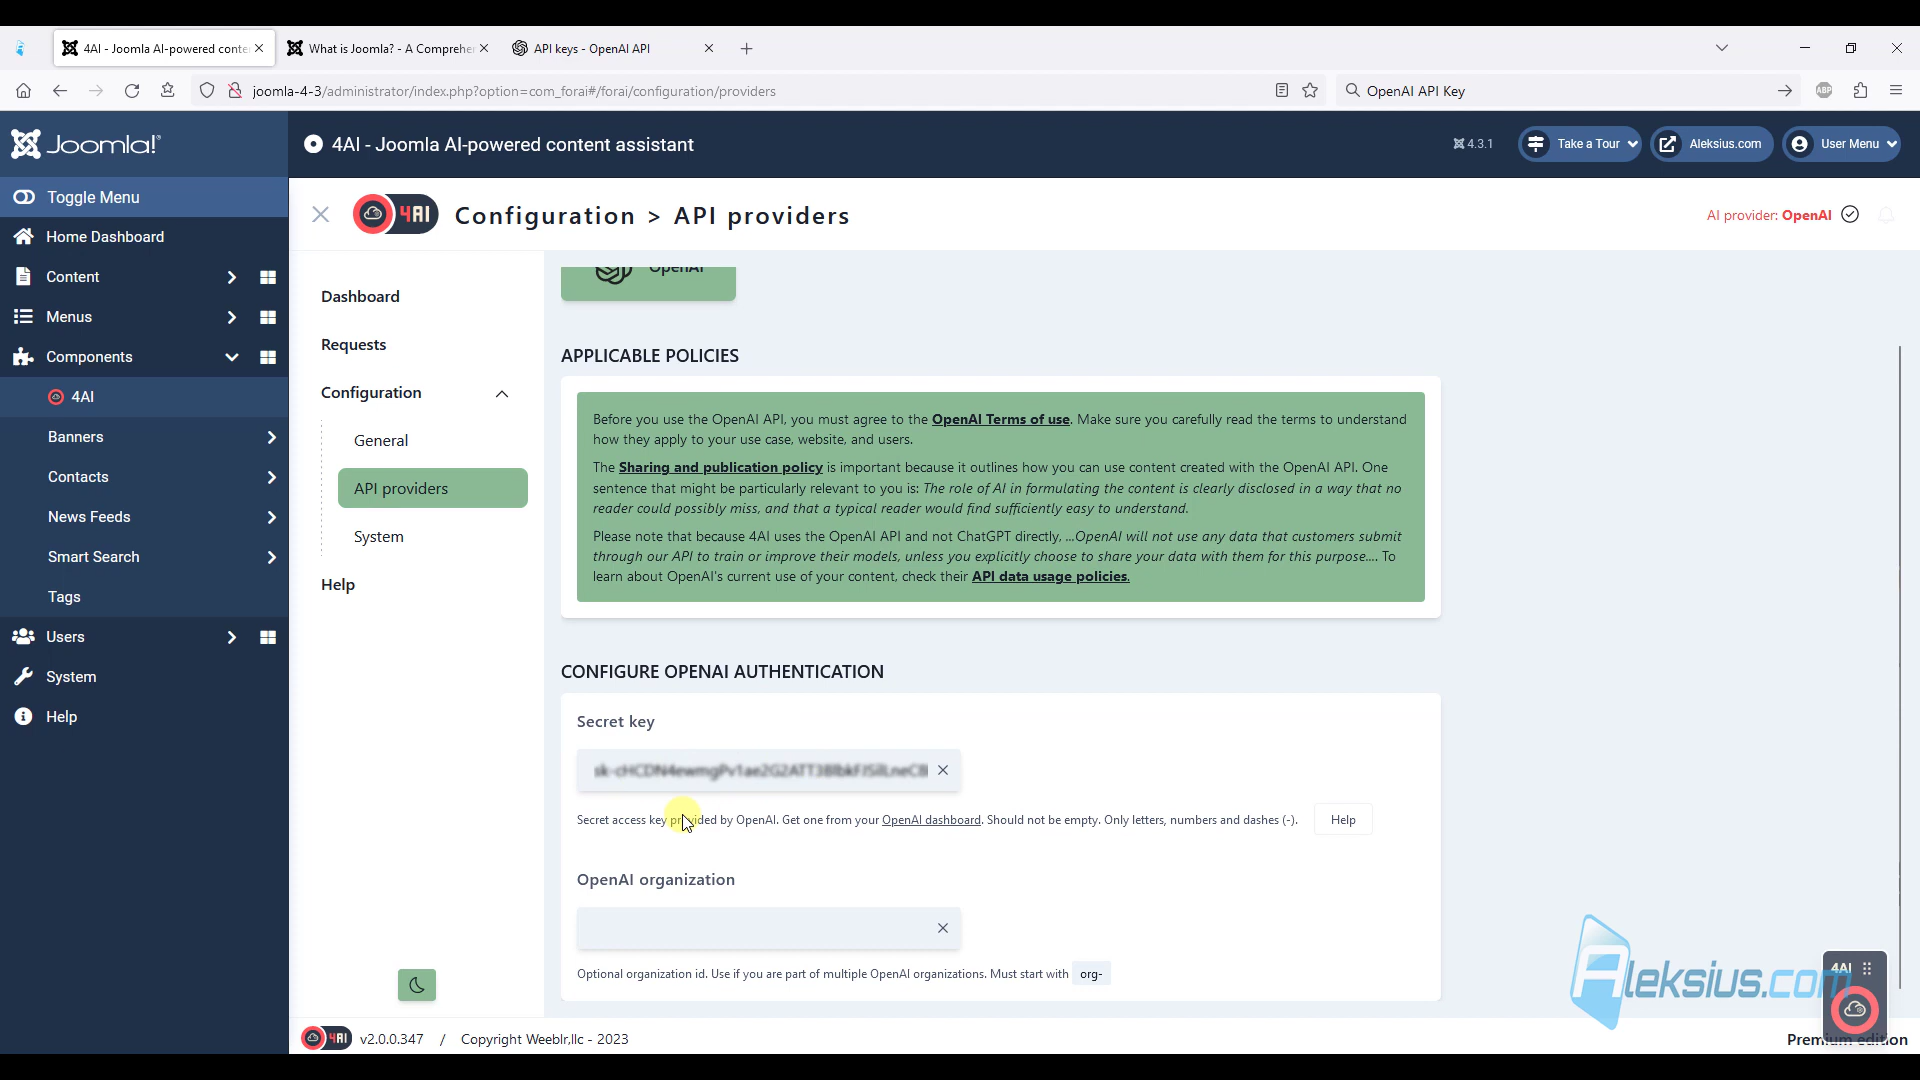 4AI - Joomla AI-powered conte
What is Joomla? - A Comprehe
API keys - OpenAI API
joomla-4-3/administrator/index.php?option=com_forai#/forai/configuration/providers
OpenAI API Key
ABP
Joomla!
4AI - Joomla AI-powered content assistant
4.3.1
Take a Tour
Aleksius.com
User Menu
Toggle Menu
Home Dashboard
Content
Menus
Components
4AI
Banners
Contacts
News Feeds
Smart Search
Tags
Users
System
Help
4AI
Configuration > API providers
AI provider: OpenAI
Dashboard
Requests
Configuration
General
API providers
System
Help
OpenAI
APPLICABLE POLICIES
Before you use the OpenAI API, you must agree to the OpenAI Terms of use. Make sure you carefully read the terms to understand
how they apply to your use case, website, and users.
The Sharing and publication policy is important because it outlines how you can use content created with the OpenAI API. One
sentence that might be particularly relevant to you is: The role of AI in formulating the content is clearly disclosed in a way that no
reader could possibly miss, and that a typical reader would find sufficiently easy to understand.
Please note that because 4AI uses the OpenAI API and not ChatGPT directly, ...OpenAI will not use any data that customers submit
through our API to train or improve their models, unless you explicitly choose to share your data with them for this purpose.... To
learn about OpenAI's current use of your content, check their API data usage policies.
CONFIGURE OPENAI AUTHENTICATION
Secret key
Secret access key provided by OpenAI. Get one from your OpenAI dashboard. Should not be empty. Only letters, numbers and dashes (-).
Help
OpenAI organization
Optional organization id. Use if you are part of multiple OpenAI organizations. Must start with org-
4AI v2.0.0.347 / Copyright Weeblr,llc - 2023
Aleksius.com
4AI
Premium edition